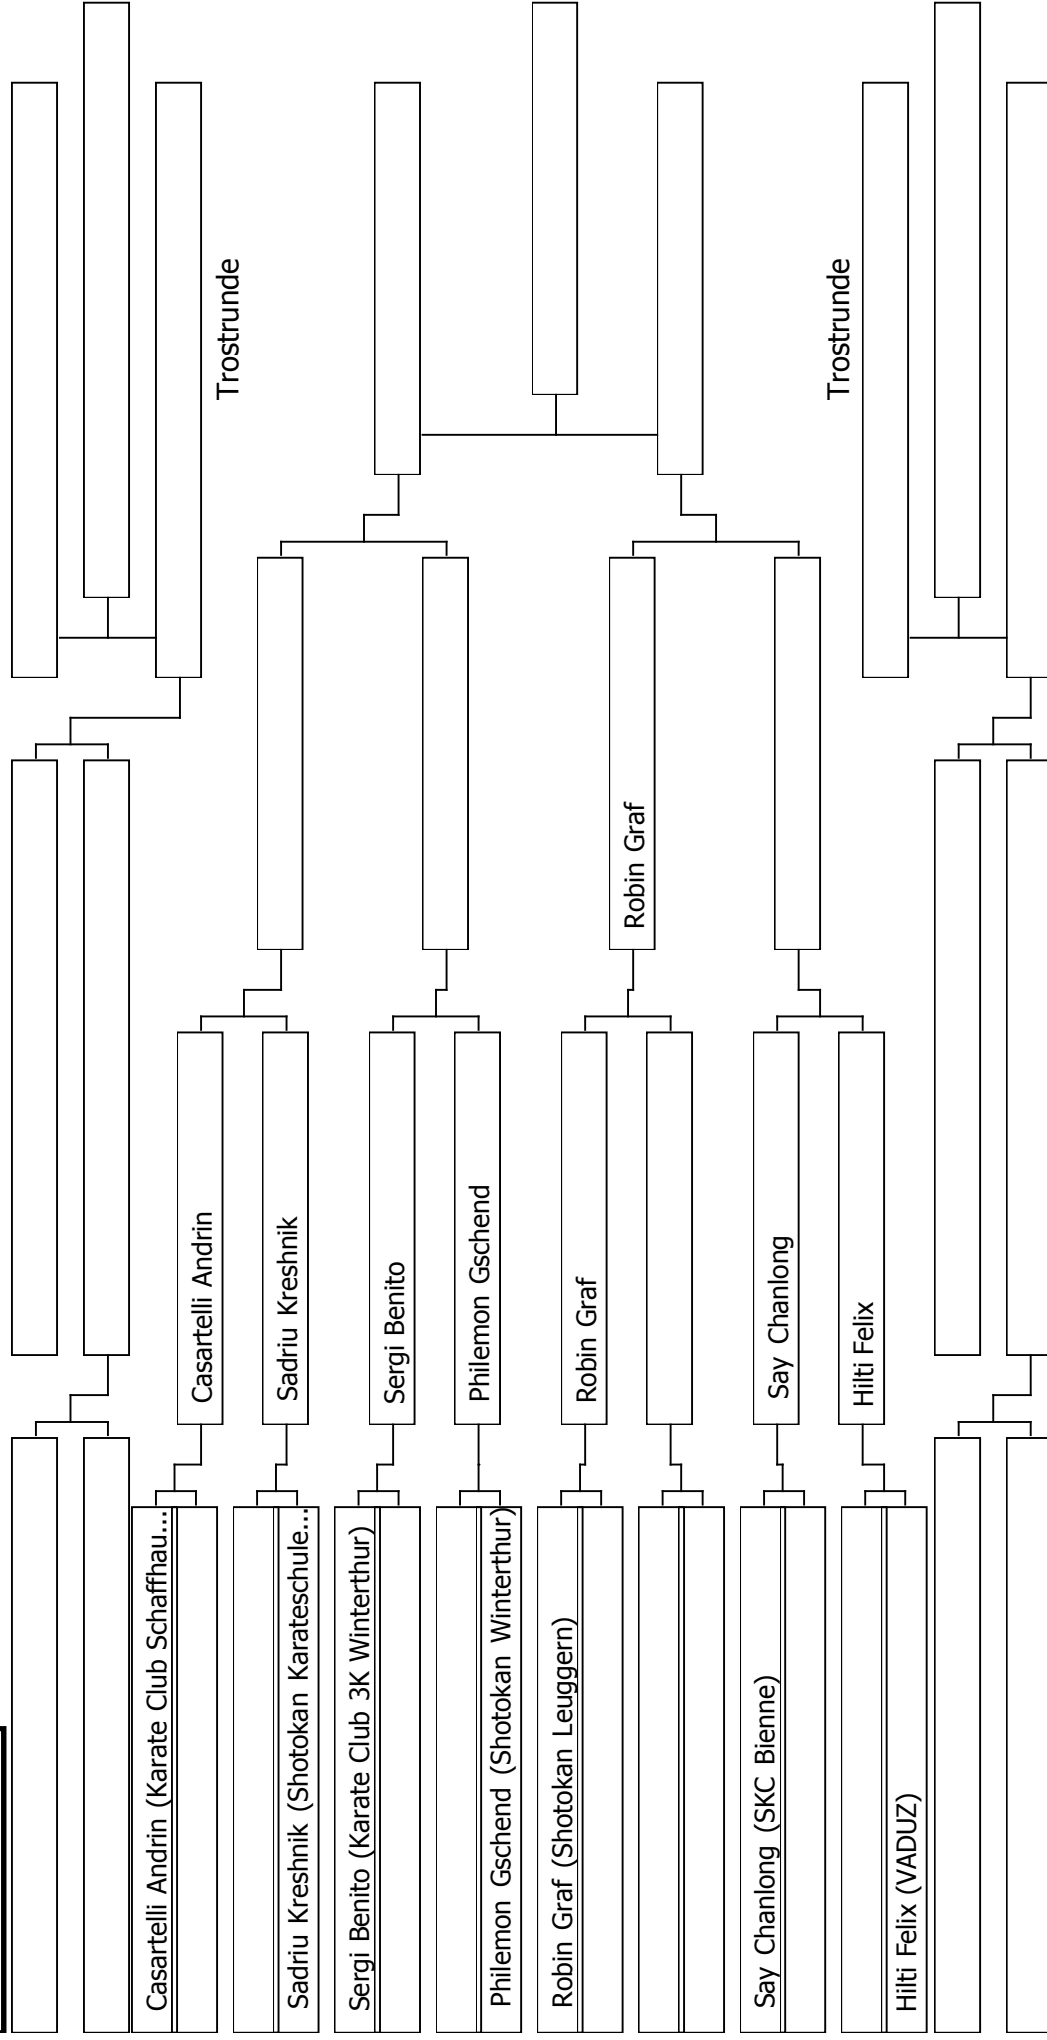 Casartelli Andrin (Karate Club Schaffhau...
Sadriu Kreshnik (Shotokan Karateschule...
Sergi Benito (Karate Club 3K Winterthur)
Philemon Gschend (Shotokan Winterthur)
Robin Graf (Shotokan Leuggern)
Say Chanlong (SKC Bienne)
Hilti Felix (VADUZ)
Casartelli Andrin
Sadriu Kreshnik
Sergi Benito
Philemon Gschend
Robin Graf
Say Chanlong
Hilti Felix
Robin Graf
Trostrunde
Trostrunde